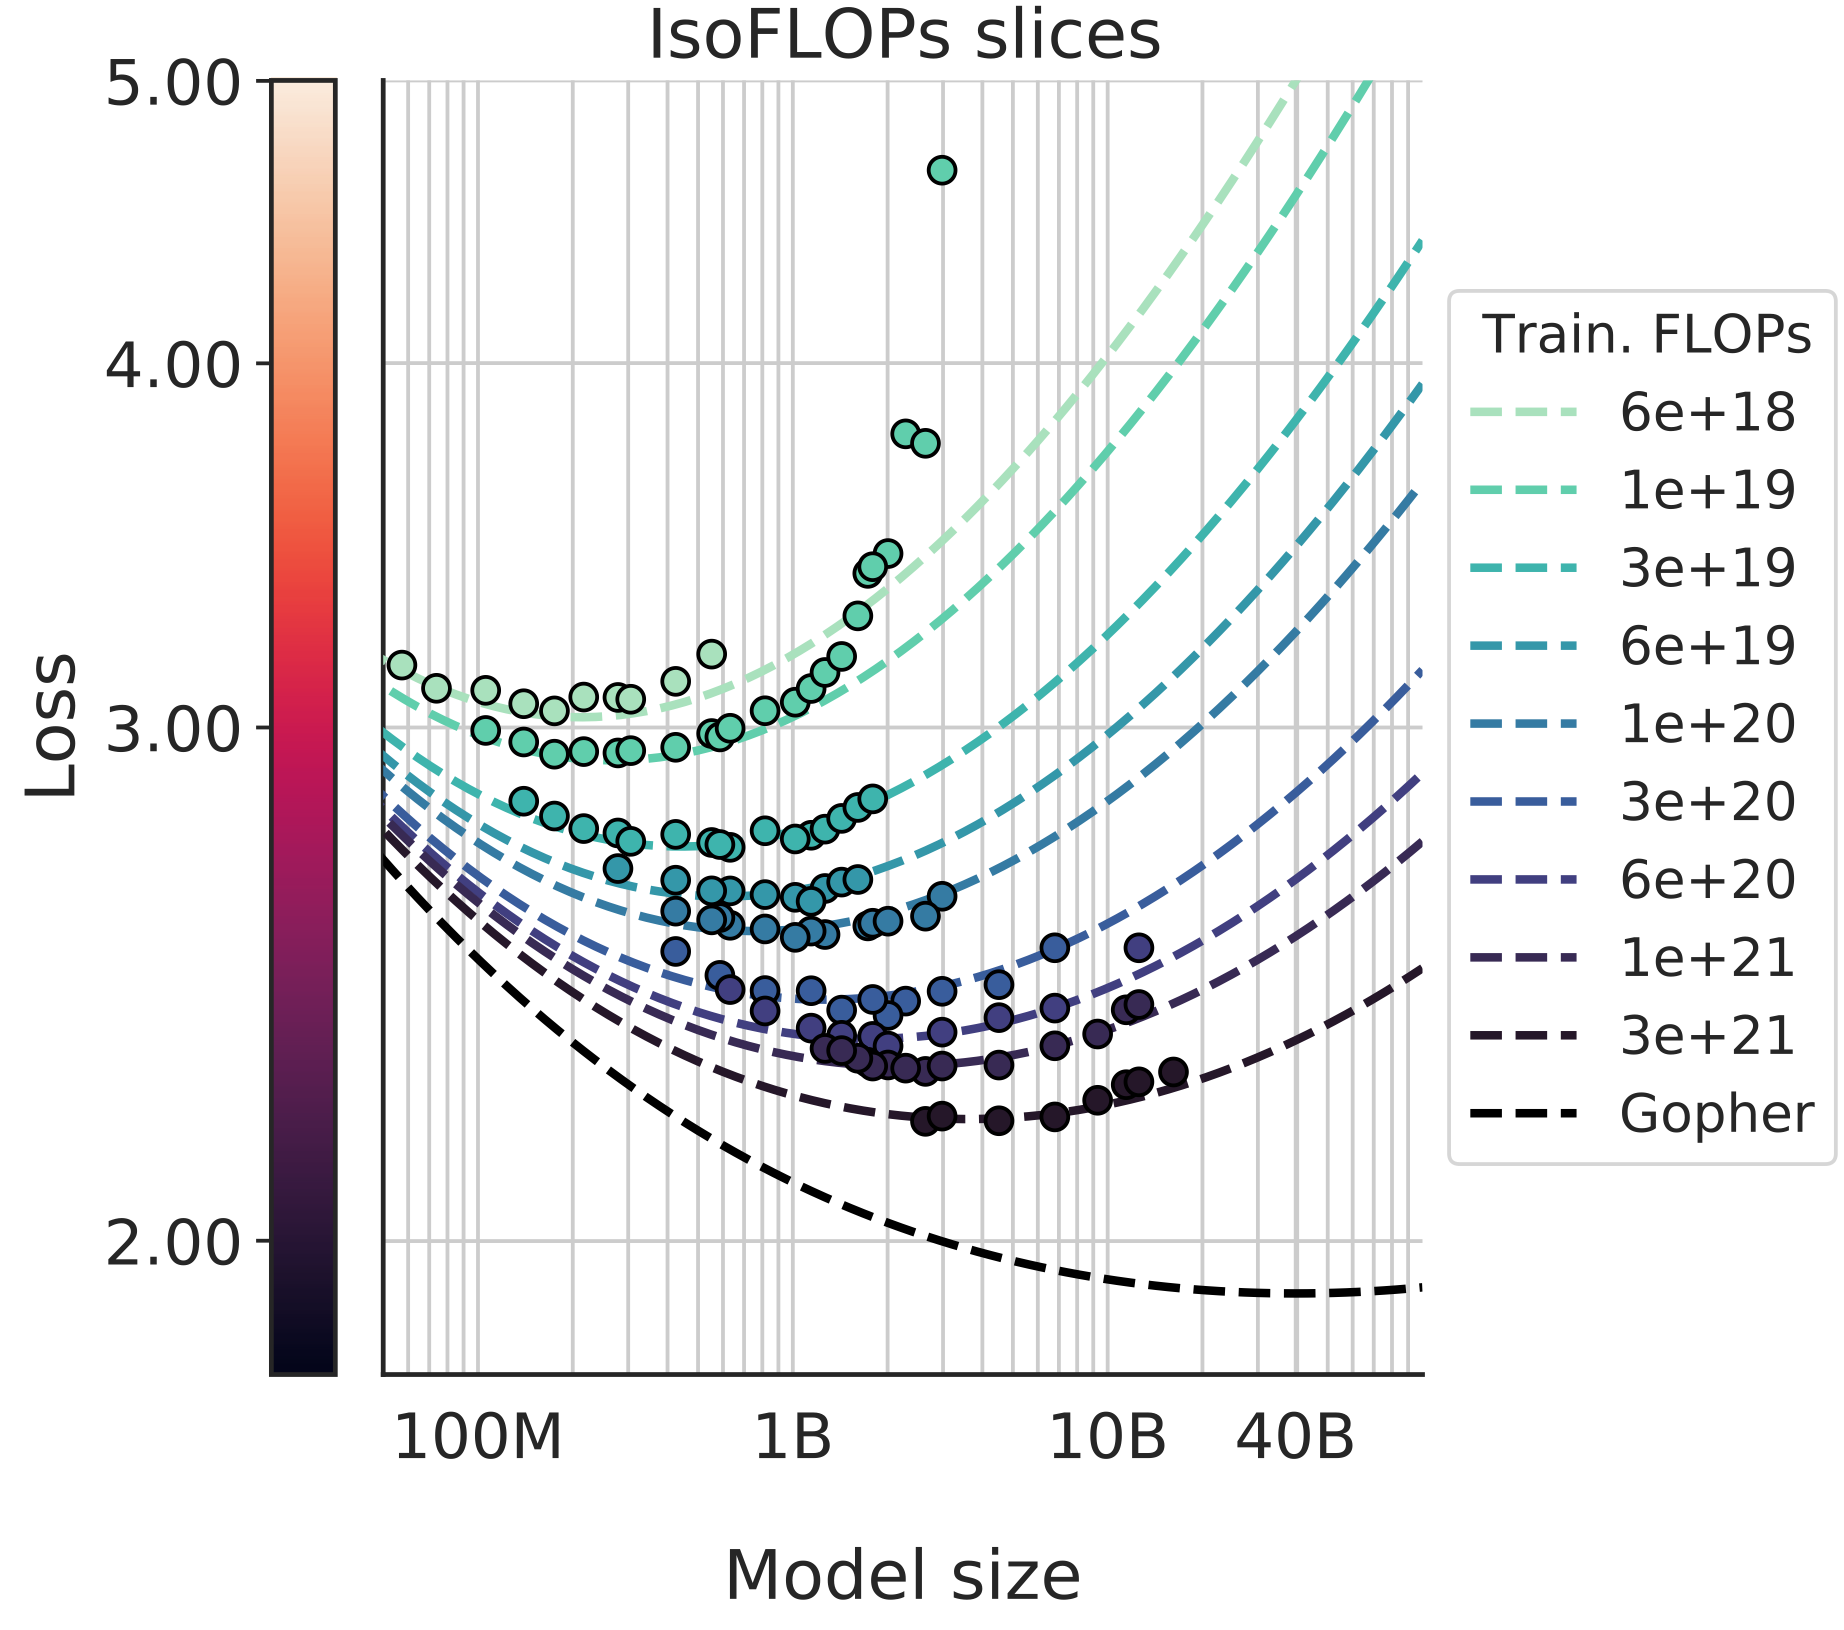 IsoFLOPs slices
5.00
4.00
3.00
2.00
Loss
100M
1B
10B
40B
Model size
Train. FLOPs
6e+18
1e+19
3e+19
6e+19
1e+20
3e+20
6e+20
1e+21
3e+21
Gopher